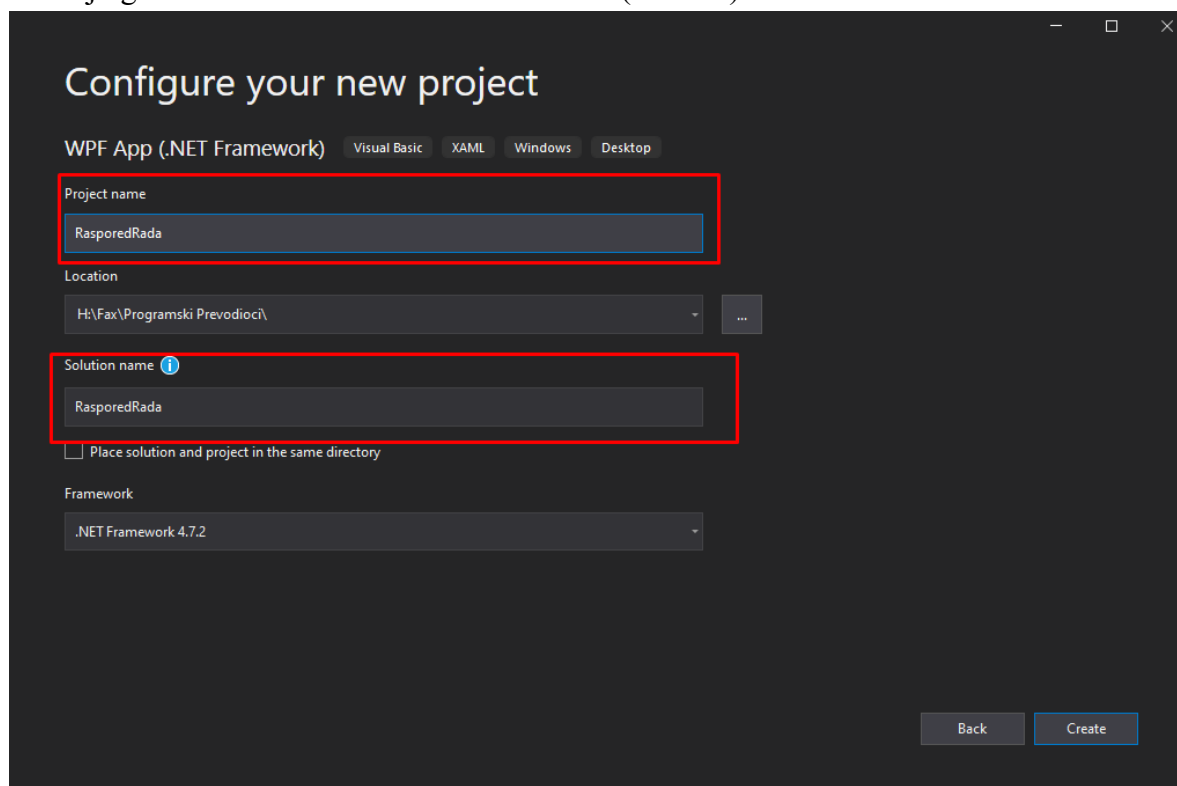 Configure your new project
WPF App (.NET Framework) Visual Basic XAML Windows Desktop
Project name
RasporedRada
Location
H:\Fax\Programski Prevodioci\ ...
Solution name
RasporedRada
Place solution and project in the same directory
Framework
.NET Framework 4.7.2
Back Create